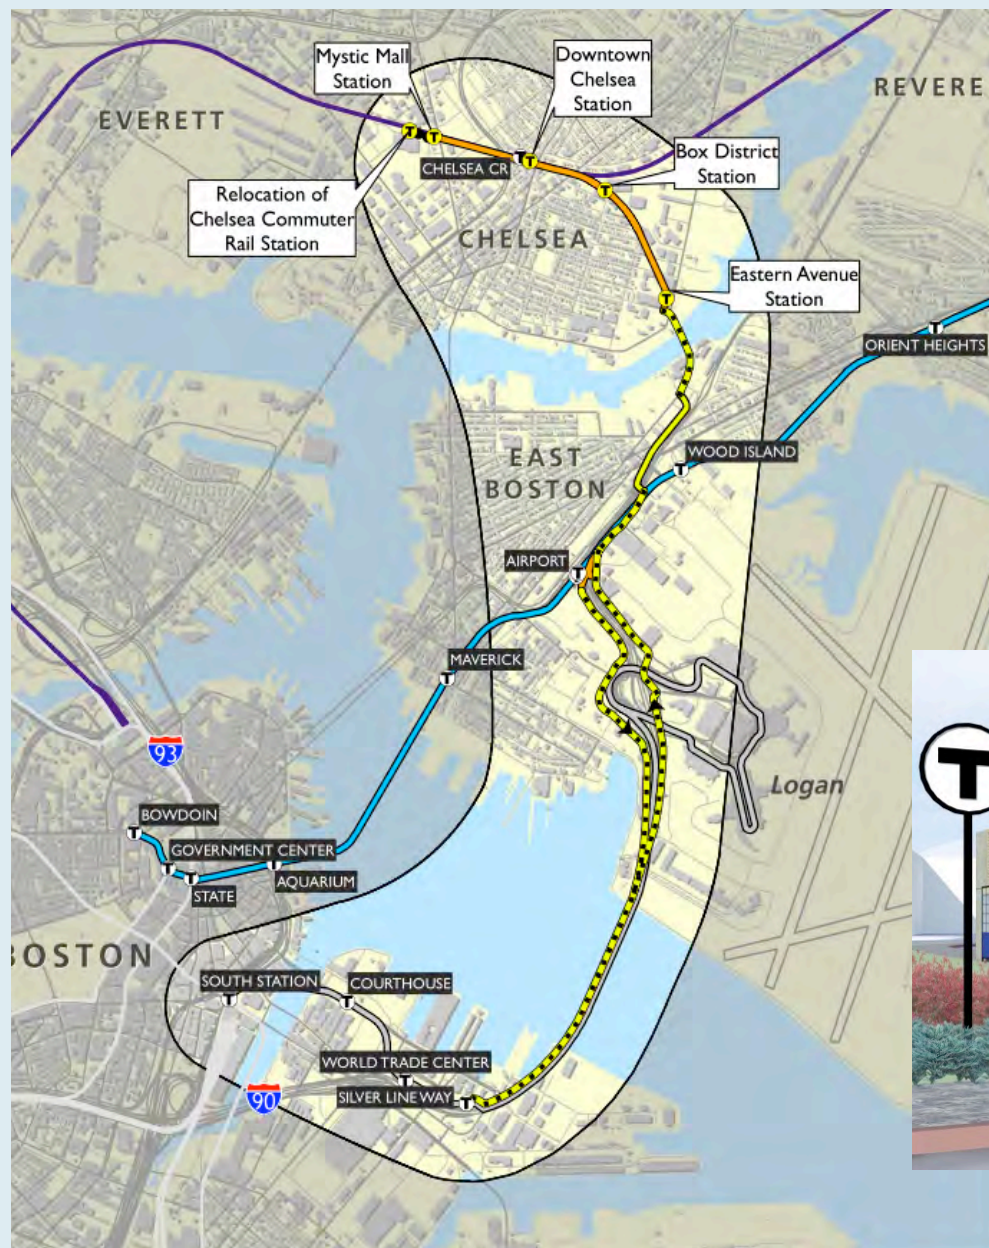 Mystic Mall
Station
Downtown
Chelsea
Station
REVERE
EVERETT
T
T
T
T
CHELSEA CR
Box District
Station
T
Relocation of
Chelsea Commuter
Rail Station
CHELSEA
Eastern Avenue
Station
T
T
ORIENT HEIGHTS
WOOD ISLAND
T
EAST
BOSTON
AIRPORT
T
MAVERICK
T
93
T
Logan
BOWDOIN
T
GOVERNMENT CENTER
T
T
T
AQUARIUM
STATE
BOSTON
SOUTH STATION
T
COURTHOUSE
T
WORLD TRADE CENTER
T
SILVER LINE WAY
T
90